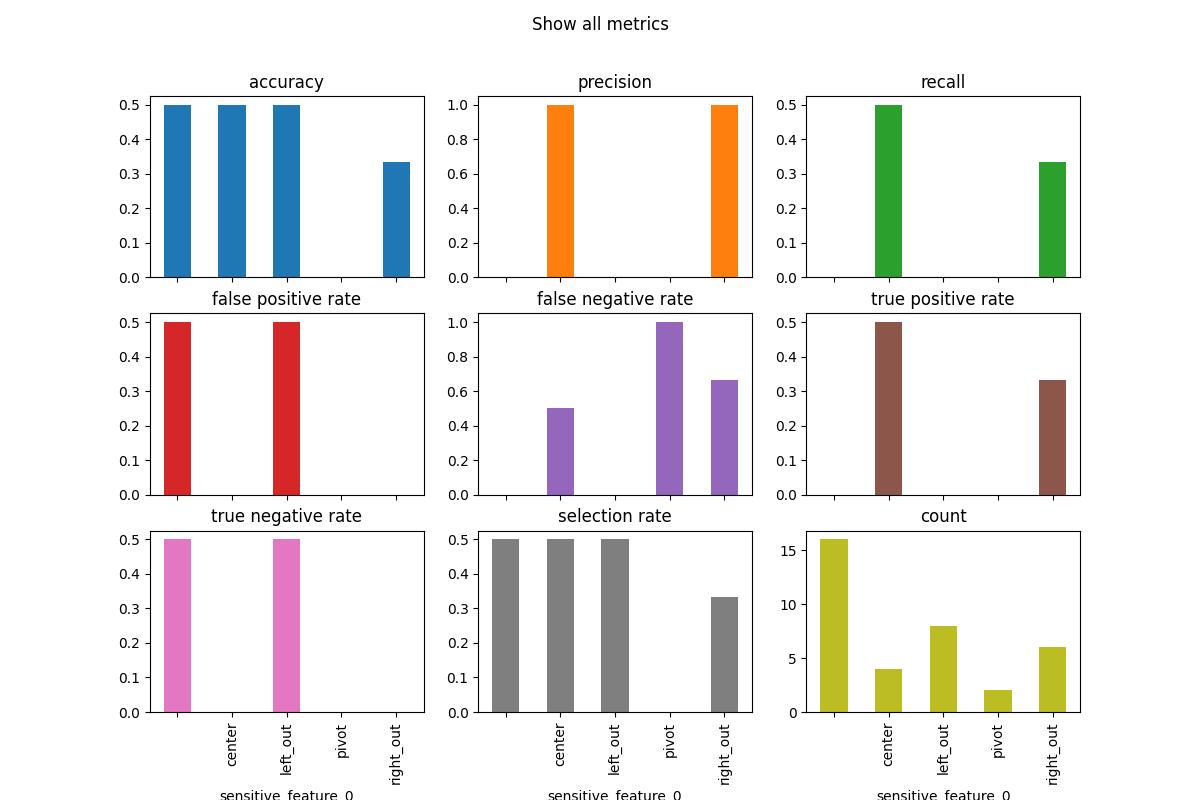 Show all metrics
accuracy
0.5
0.4
0.3
0.2
0.1
0.0
precision
1.0
0.8
0.6
0.4
0.2
0.0
recall
0.5
0.4
0.3
0.2
0.1
0.0
false positive rate
0.5
0.4
0.3
0.2
0.1
0.0
false negative rate
1.0
0.8
0.6
0.4
0.2
0.0
true positive rate
0.5
0.4
0.3
0.2
0.1
0.0
true negative rate
0.5
0.4
0.3
0.2
0.1
0.0
center
left_out
pivot
right_out
sensitive_feature_0
selection rate
0.5
0.4
0.3
0.2
0.1
0.0
center
left_out
pivot
right_out
sensitive_feature_0
count
15
10
5
0
center
left_out
pivot
right_out
sensitive_feature_0